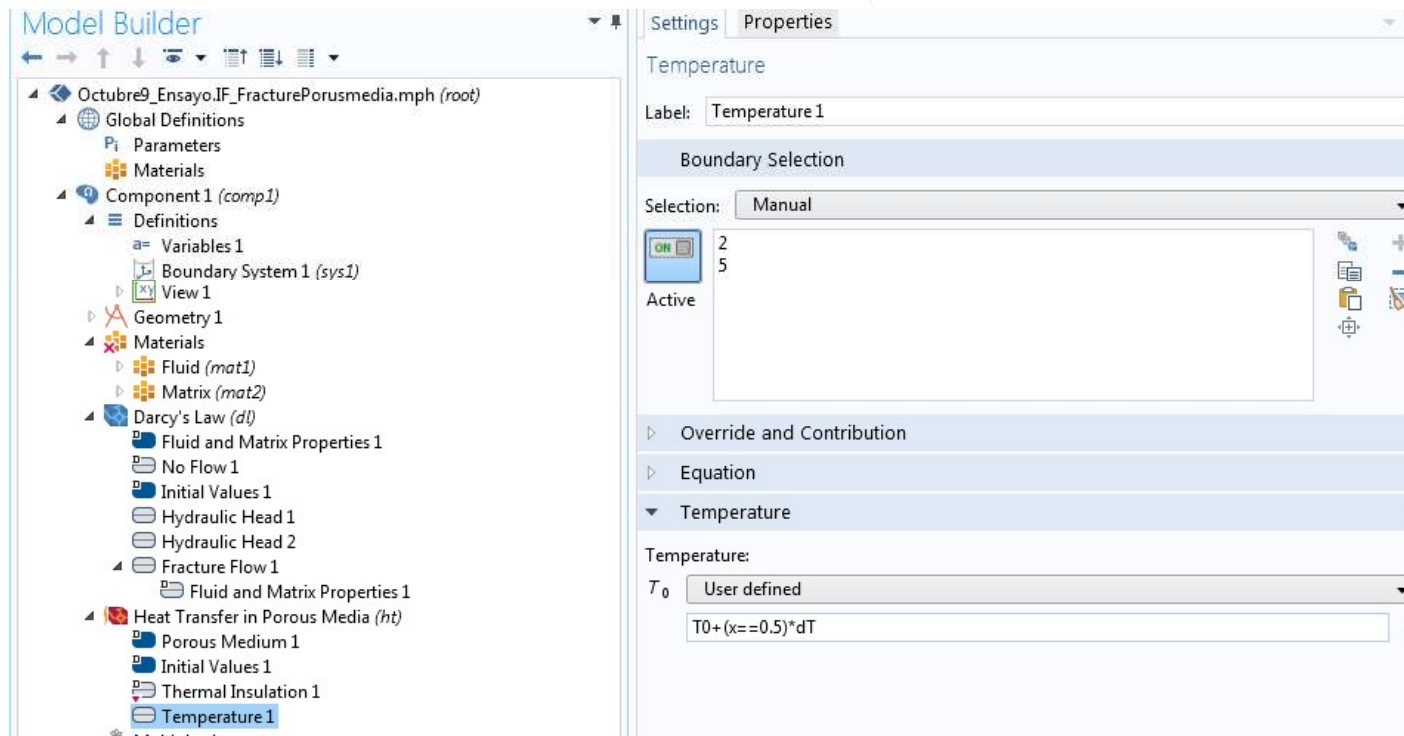 Model Builder
Octubre9_Ensayo.IF_FracturePorusmedia.mph (root)
Global Definitions
Pi Parameters
Materials
Component 1 (comp1)
Definitions
a= Variables 1
Boundary System 1 (sys1)
xy View 1
Geometry 1
Materials
Fluid (mat1)
Matrix (mat2)
Darcy's Law (dl)
D Fluid and Matrix Properties 1
D No Flow 1
D Initial Values 1
Hydraulic Head 1
Hydraulic Head 2
Fracture Flow 1
D Fluid and Matrix Properties 1
Heat Transfer in Porous Media (ht)
D Porous Medium 1
D Initial Values 1
D Thermal Insulation 1
Temperature 1
Settings Properties
Temperature
Label: Temperature 1
Boundary Selection
Selection: Manual
ON
Active
2
5
Override and Contribution
Equation
Temperature
Temperature:
T0 User defined
T0+(x==0.5)*dT